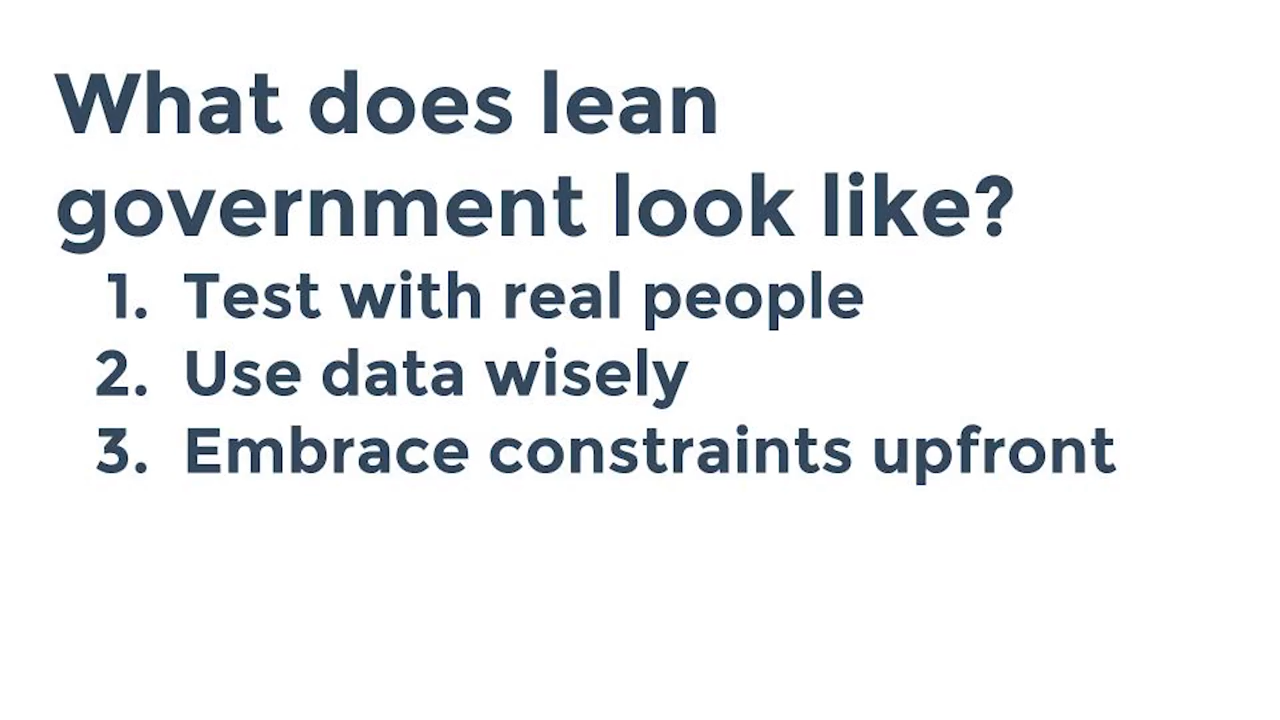 What does lean
government look like?
1. Test with real people
2. Use data wisely
3. Embrace constraints upfront